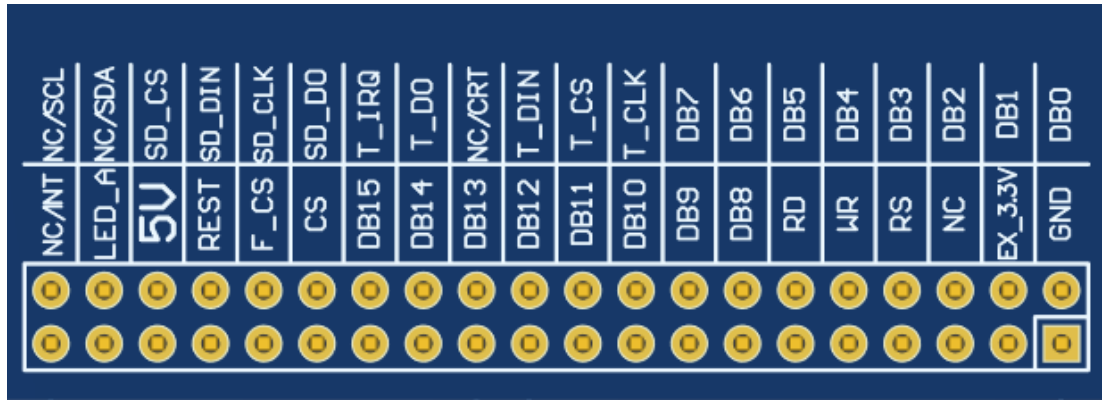 NC/SCL
NC/SDA
SD_CS
SD_DIN
SD_CLK
SD_DO
T_IRQ
T_DO
NC/CRT
T_DIN
T_CS
T_CLK
DB7
DB6
DB5
DB4
DB3
DB2
DB1
DB0
NC/INT
LED_A
5V
REST
F_CS
CS
DB15
DB14
DB13
DB12
DB11
DB10
DB9
DB8
RD
WR
RS
NC
EX_3.3V
GND